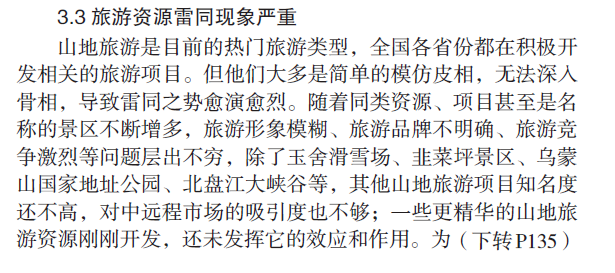 3.3 旅游资源雷同现象严重
山地旅游是目前的热门旅游类型，全国各省份都在积极开
发相关的旅游项目。但他们大多是简单的模仿皮相，无法深入
骨相，导致雷同之势愈演愈烈。随着同类资源、项目甚至是名
称的景区不断增多，旅游形象模糊、旅游品牌不明确、旅游竞
争激烈等问题层出不穷，除了玉舍滑雪场、韭菜坪景区、乌蒙
山国家地址公园、北盘江大峡谷等，其他山地旅游项目知名度
还不高，对中远程市场的吸引度也不够；一些更精华的山地旅
游资源刚刚开发，还未发挥它的效应和作用。为（下转P135）